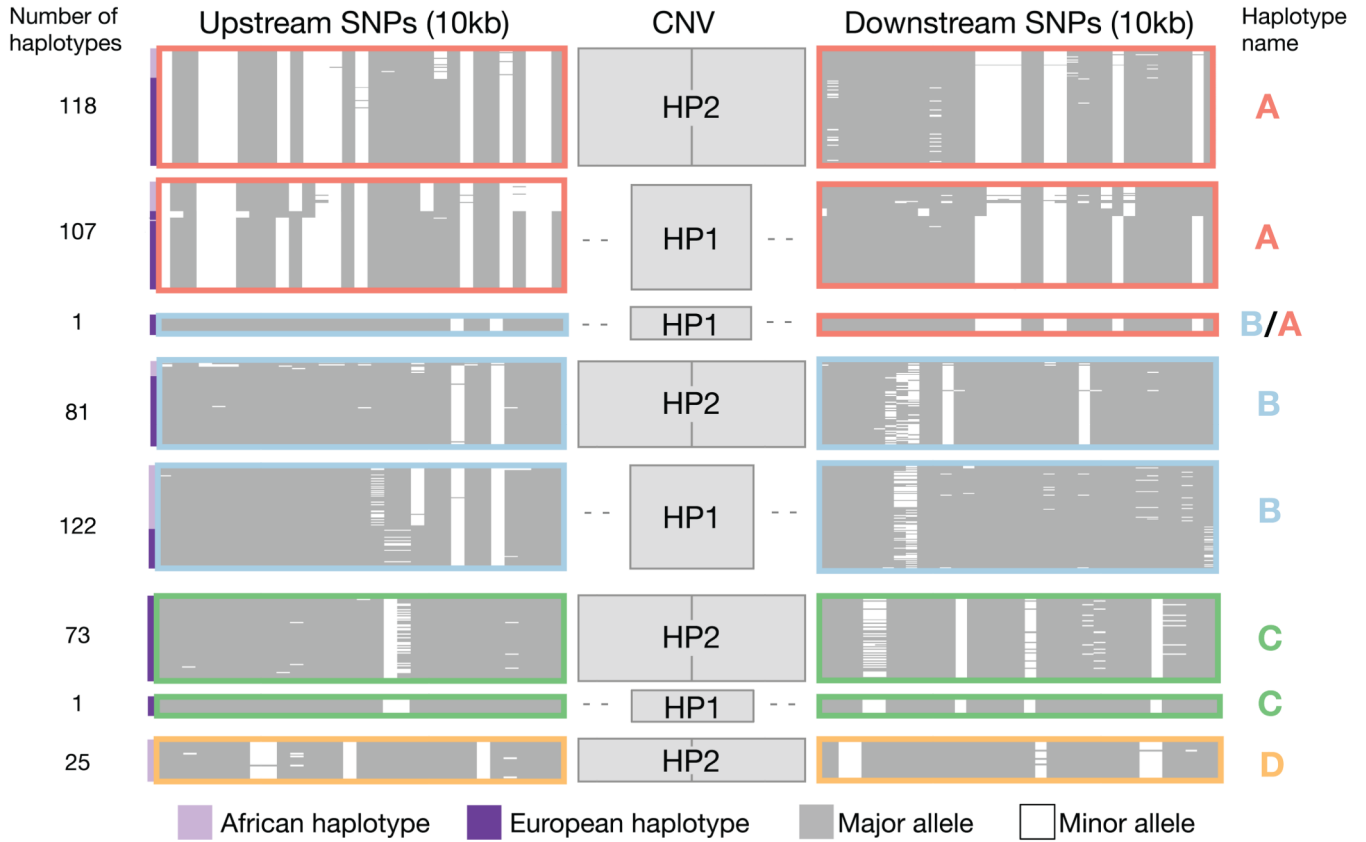 Number of
haplotypes
Upstream SNPs (10kb)
CNV
Downstream SNPs (10kb)
Haplotype
name
118
HP2
A
107
HP1
A
1
HP1
B/A
81
HP2
B
122
HP1
B
73
HP2
C
1
HP1
C
25
HP2
D
African haplotype
European haplotype
Major allele
Minor allele